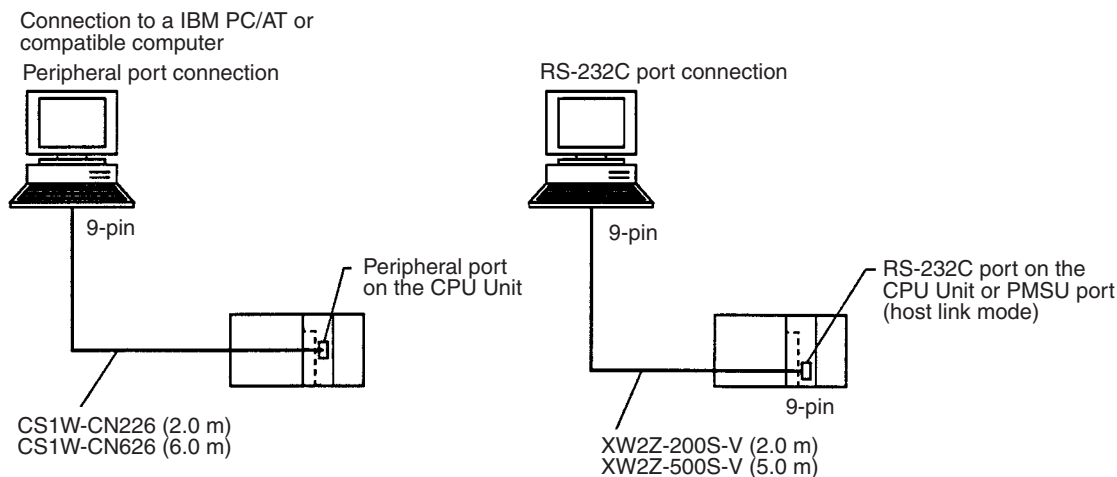 Connection to a IBM PC/AT or
compatible computer
Peripheral port connection
9-pin
Peripheral port
on the CPU Unit
CS1W-CN226 (2.0 m)
CS1W-CN626 (6.0 m)
RS-232C port connection
9-pin
RS-232C port on the
CPU Unit or PMSU port
(host link mode)
9-pin
XW2Z-200S-V (2.0 m)
XW2Z-500S-V (5.0 m)